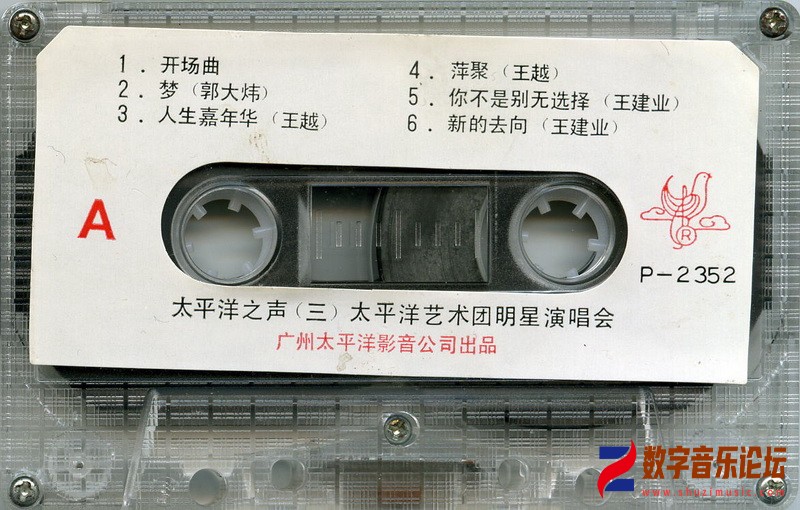 1．开场曲
2．梦（郭大炜）
3．人生嘉年华（王越）
4．萍聚（王越）
5．你不是别无选择（王建业）
6．新的去向（王建业）
A
R
P-2352
太平洋之声（三）太平洋艺术团明星演唱会
广州太平洋影音公司出品
数字音乐论坛
www.shuzimusic.com